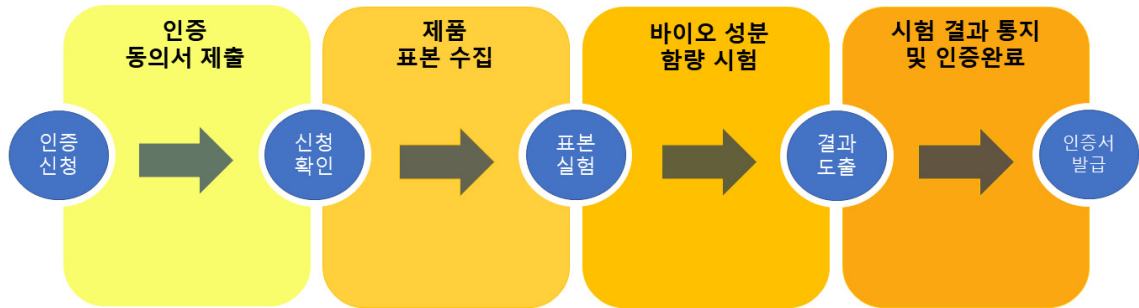 인증
동의서 제출
제품
표본 수집
바이오 성분
함량 시험
시험 결과 통지
및 인증완료
인증
신청
신청
확인
표본
실험
결과
도출
인증서
발급